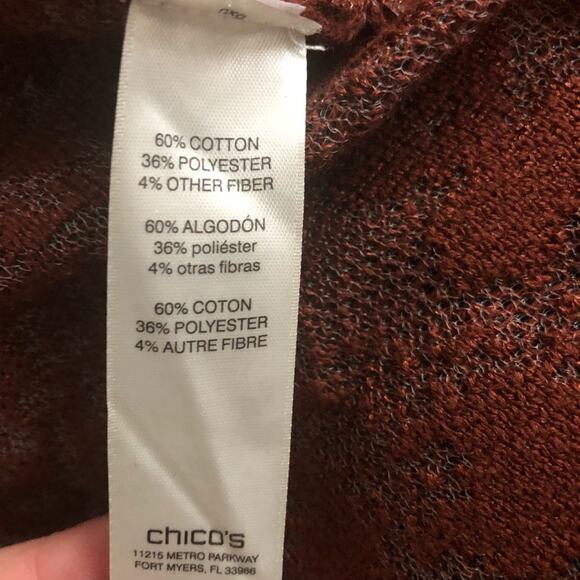 60% COTTON
36% POLYESTER
4% OTHER FIBER
60% ALGODÓN
36% poliéster
4% otras fibras
60% COTON
36% POLYESTER
4% AUTRE FIBRE
chico's
11215 METRO PARKWAY
FORT MYERS, FL 33966